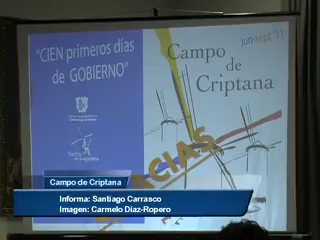 "CIEN primeros días
de GOBIERNO"
jun-sept '11
Campo
de
Criptana
GRACIAS
Campo de Criptana
Informa: Santiago Carrasco
Imagen: Carmelo Díaz-Ropero